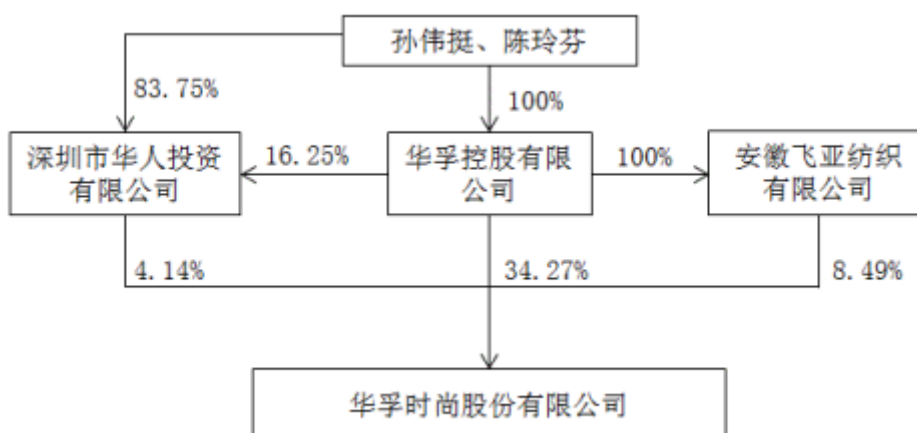 孙伟挺、陈玲芬
83.75%
100%
深圳市华人投资
有限公司
16.25%
华孚控股有限
公司
100%
安徽飞亚纺织
有限公司
4.14%
34.27%
8.49%
华孚时尚股份有限公司